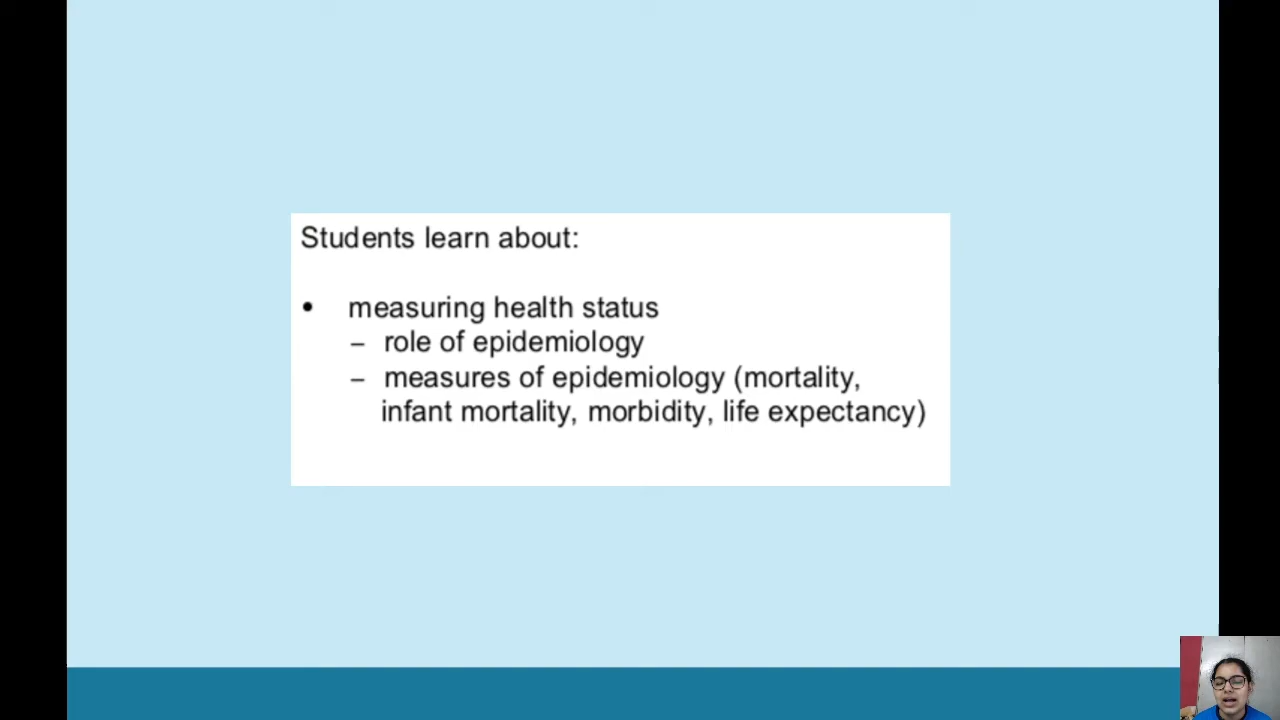 Students learn about:
• measuring health status
– role of epidemiology
– measures of epidemiology (mortality,
infant mortality, morbidity, life expectancy)